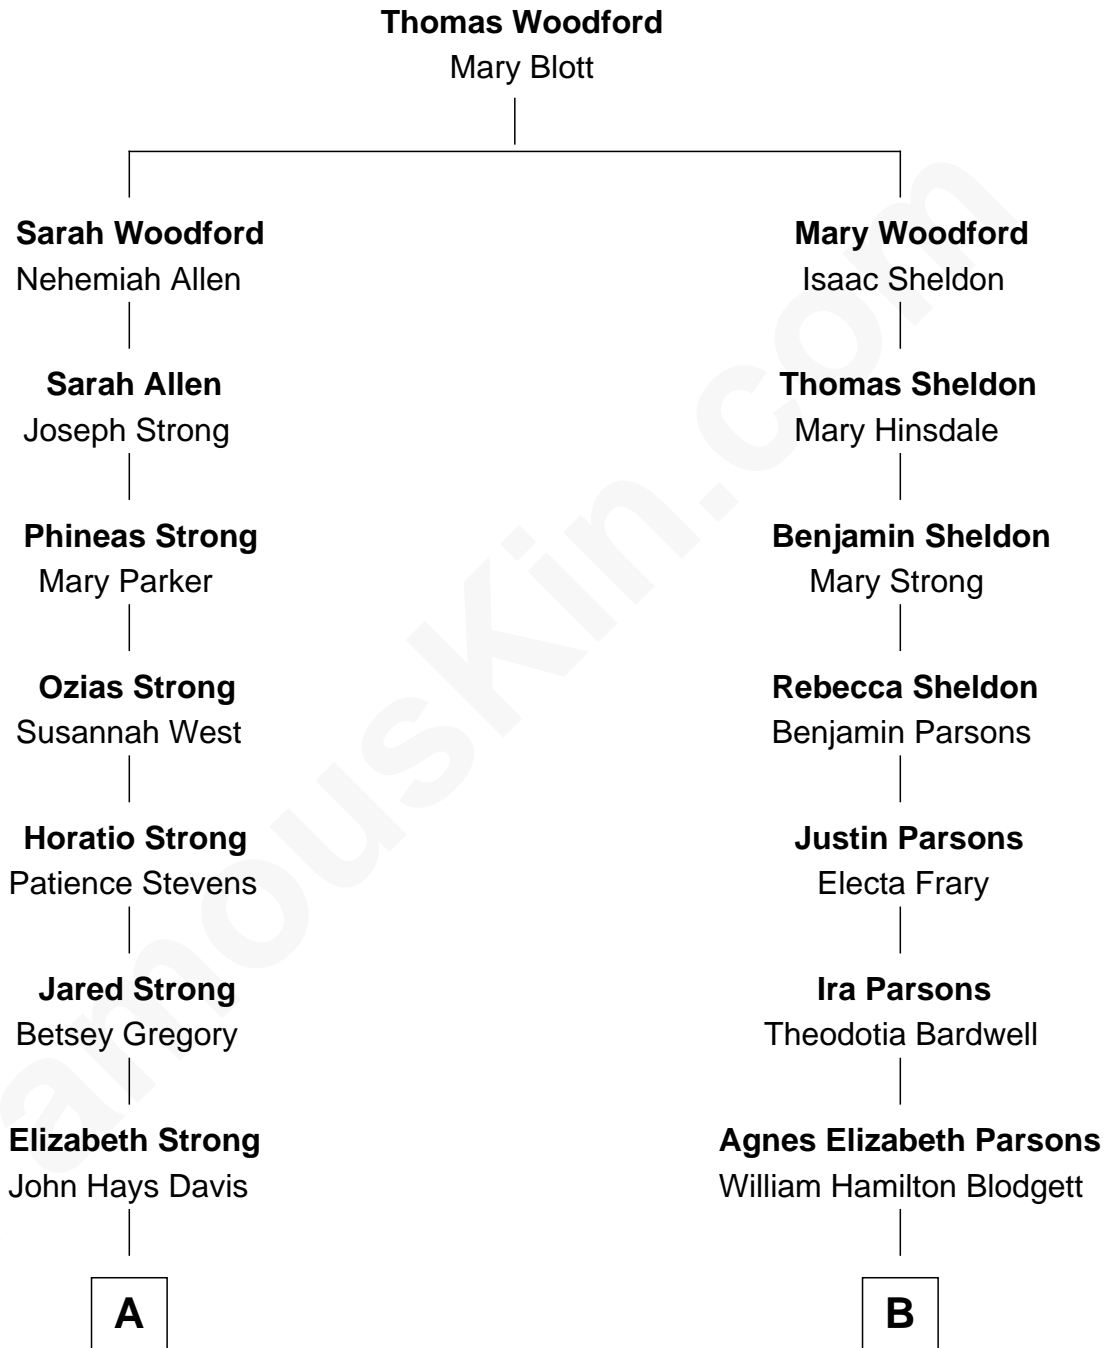 Thomas Woodford
Mary Blott
Sarah Woodford
Nehemiah Allen
Mary Woodford
Isaac Sheldon
Sarah Allen
Joseph Strong
Thomas Sheldon
Mary Hinsdale
Phineas Strong
Mary Parker
Benjamin Sheldon
Mary Strong
Ozias Strong
Susannah West
Rebecca Sheldon
Benjamin Parsons
Horatio Strong
Patience Stevens
Justin Parsons
Electa Frary
Jared Strong
Betsey Gregory
Ira Parsons
Theodotia Bardwell
Elizabeth Strong
John Hays Davis
Agnes Elizabeth Parsons
William Hamilton Blodgett
A
B
amousKin.com